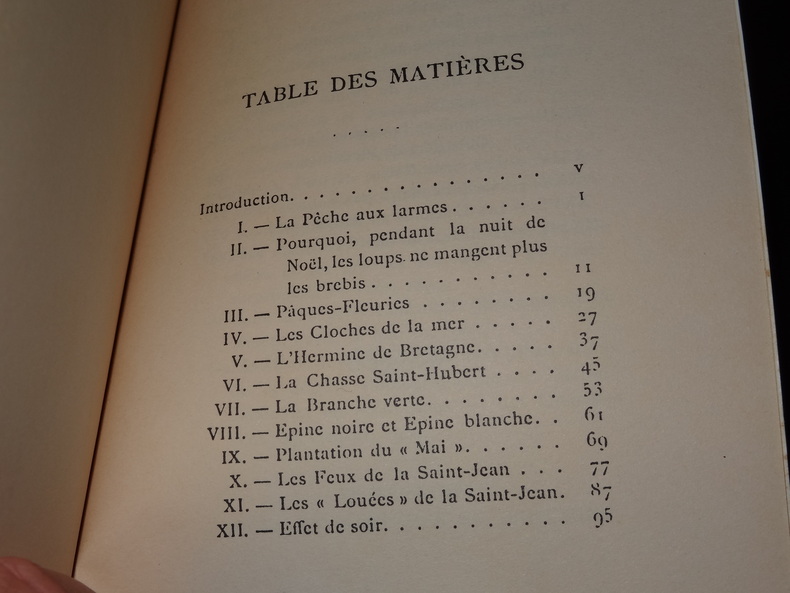 TABLE DES MATIÈRES
. . . . .
Introduction. . . . . . . . . . . . . . . . v
I. — La Pêche aux larmes . . . . . . 1
II. — Pourquoi, pendant la nuit de
Noël, les loups ne mangent plus
les brebis . . . . . . . . . . . 11
III. — Pâques-Fleuries . . . . . . . . 19
IV. — Les Cloches de la mer . . . . . 27
V. — L'Hermine de Bretagne. . . . . 37
VI. — La Chasse Saint-Hubert . . . . 45
VII. — La Branche verte. . . . . . . . 53
VIII. — Epine noire et Epine blanche. . 61
IX. — Plantation du « Mai ». . . . . . 69
X. — Les Feux de la Saint-Jean . . . 77
XI. — Les « Louées » de la Saint-Jean. 87
XII. — Effet de soir. . . . . . . . . . . 95